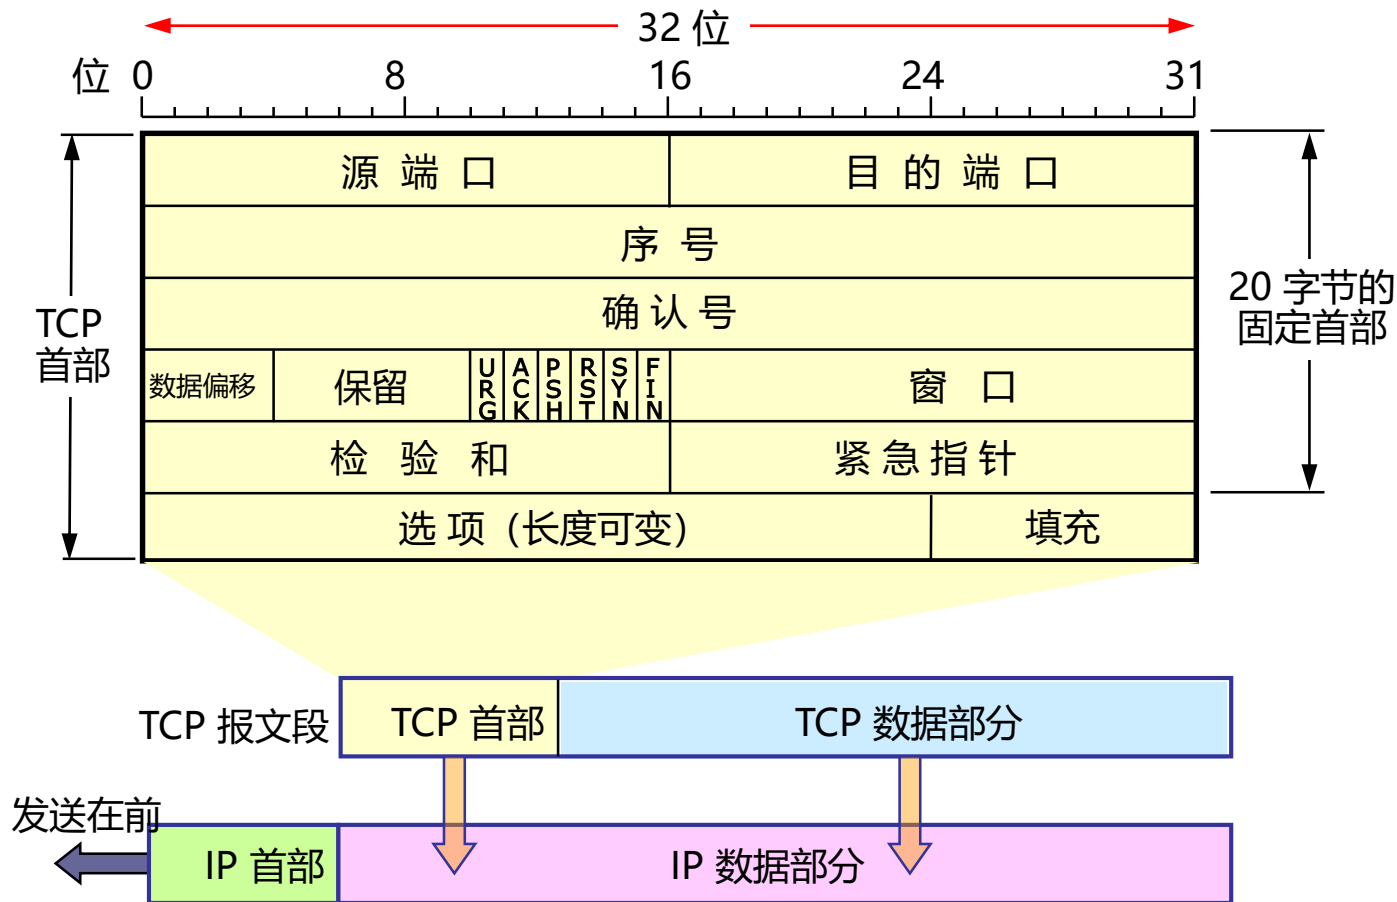 32 位
位 0 8 16 24 31
源 端 口 目 的 端 口
序 号
确 认 号
TCP
首部
20 字节的
固定首部
数据偏移 保留 URG ACK PSH RST SYN FIN 窗 口
检 验 和 紧 急 指 针
选 项 (长度可变) 填充
TCP 报文段 TCP 首部 TCP 数据部分
发送在前
IP 首部 IP 数据部分